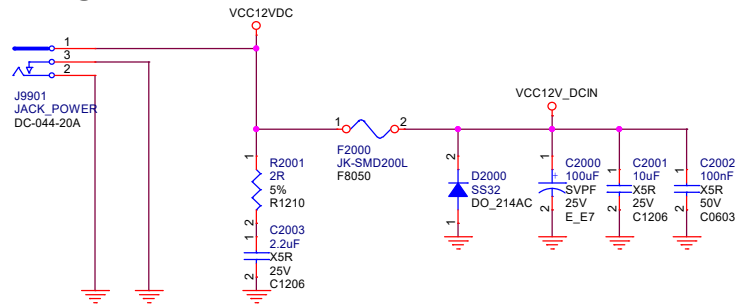 VCC12VDC
1
3
2
J9901
JACK_POWER
DC-044-20A
VCC12V_DCIN
1
2
F2000
JK-SMD200L
F8050
1
R2001
2R
5%
R1210
2
1
C2003
2.2uF
X5R
25V
C1206
2
2
D2000
SS32
DO_214AC
1
1
+
C2000
100uF
SVPF
25V
E_E7
2
1
C2001
10uF
X5R
25V
C1206
2
1
C2002
100nF
X5R
50V
C0603
2